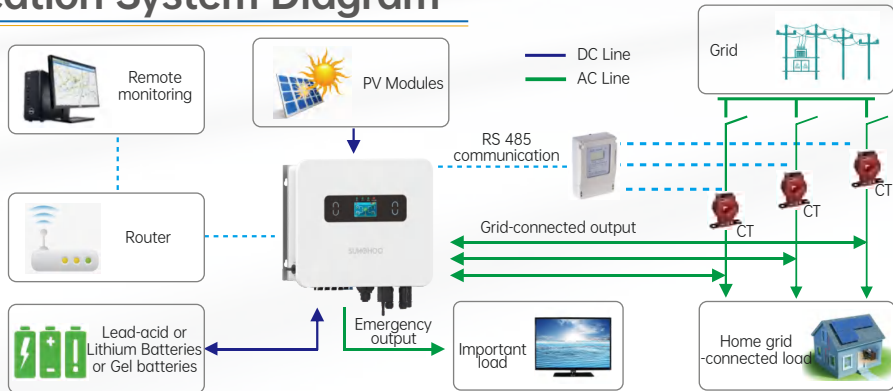 cation System Diagram
Remote
monitoring
PV Modules
DC Line
AC Line
Grid
RS 485
communication
CT
CT
CT
Router
Grid-connected output
Lead-acid or
Lithium Batteries
or Gel batteries
Emergency
output
Important
load
Home grid
-connected load